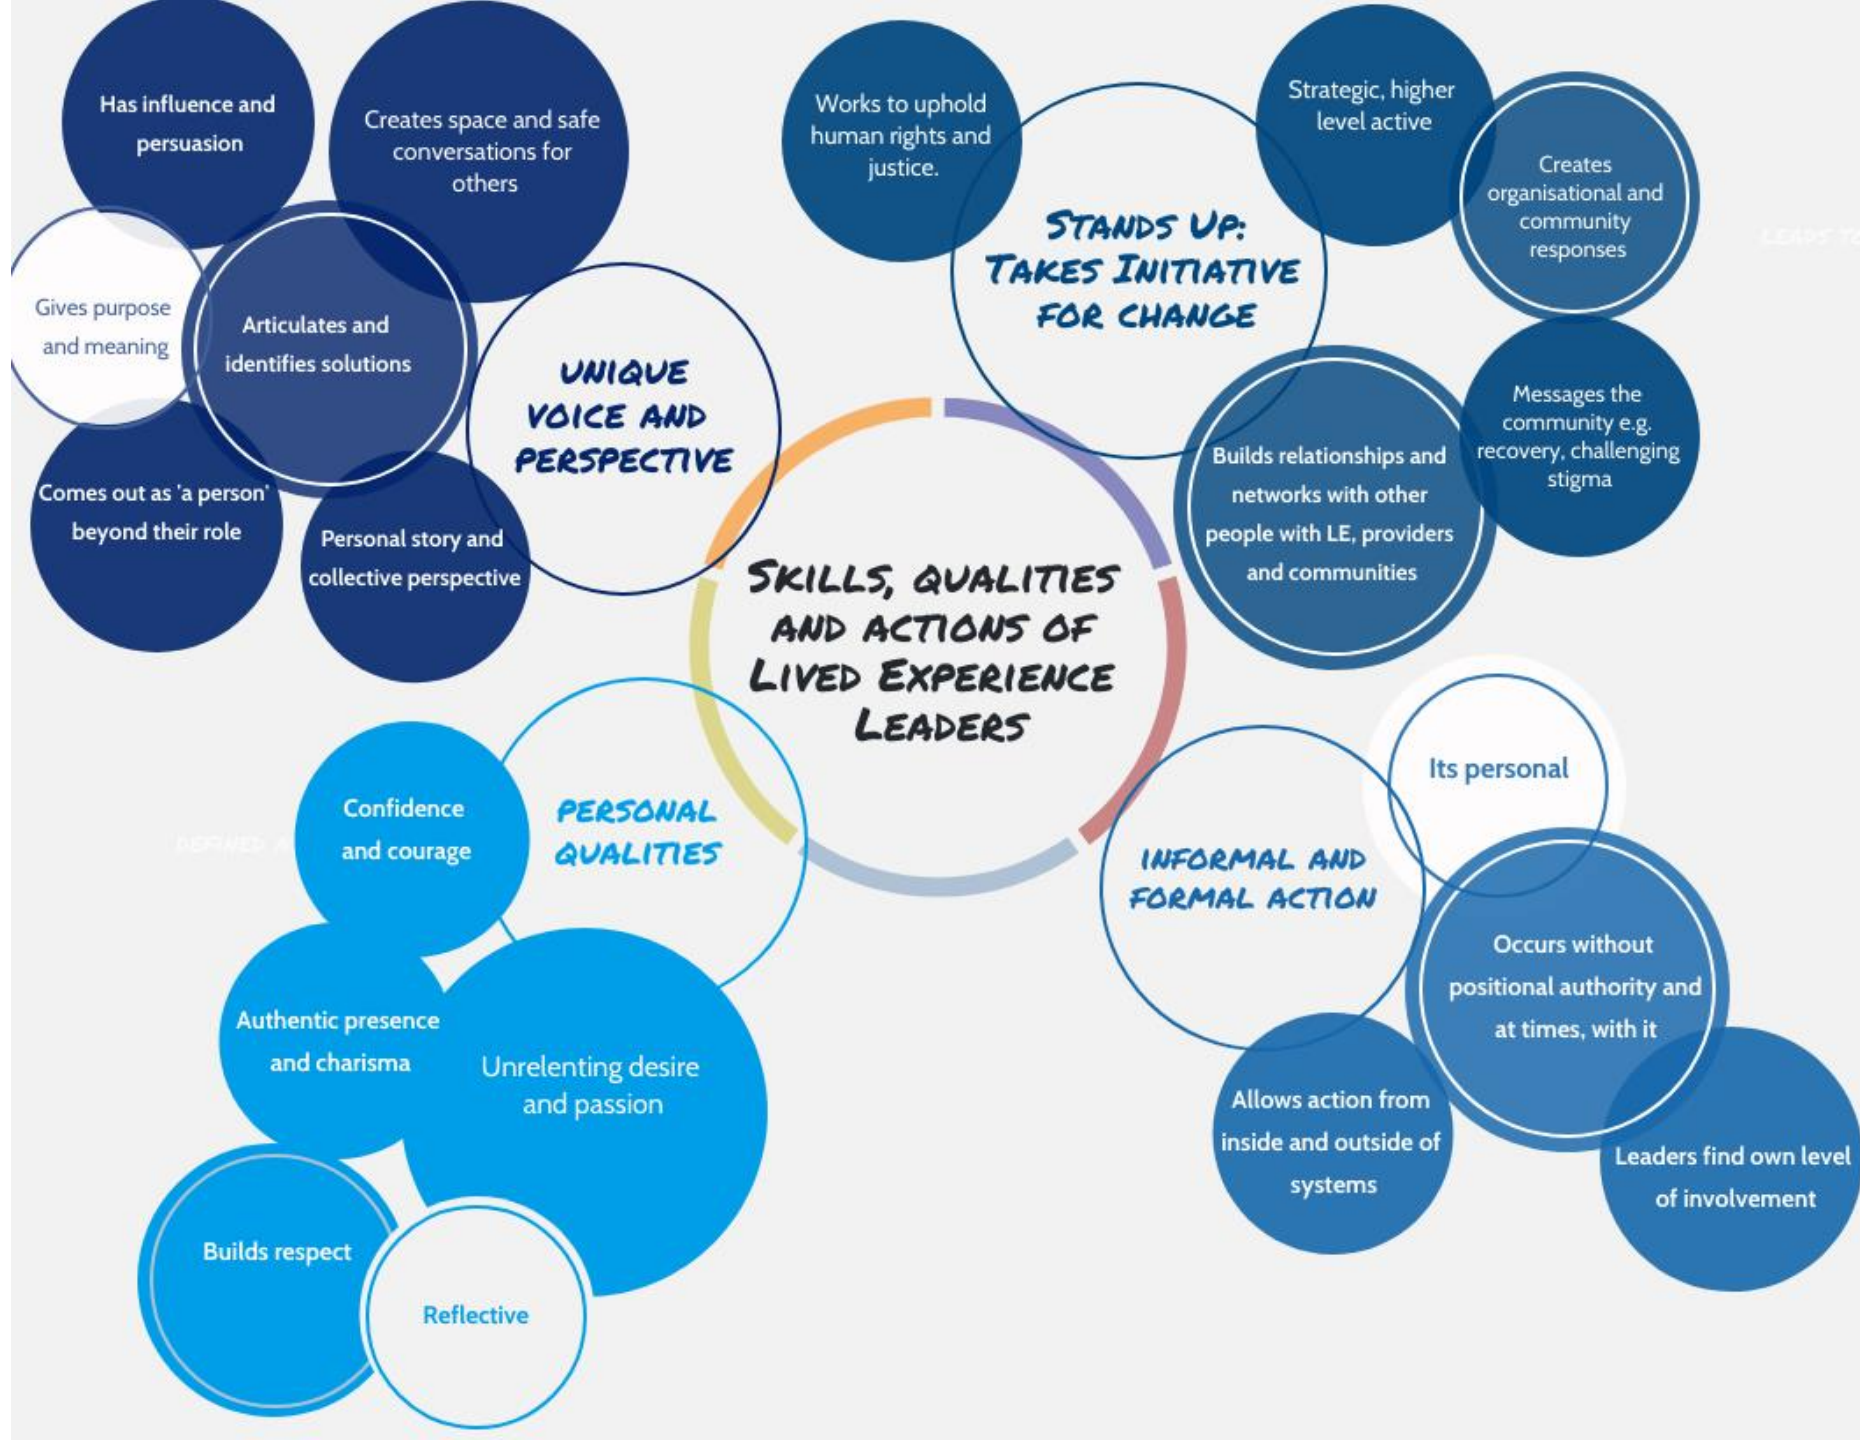 Has influence and
persuasion
Creates space and safe
conversations for
others
Gives purpose
and meaning
Articulates and
identifies solutions
Comes out as 'a person'
beyond their role
Personal story and
collective perspective
UNIQUE
VOICE AND
PERSPECTIVE
Works to uphold
human rights and
justice.
STANDS UP:
TAKES INITIATIVE
FOR CHANGE
Strategic, higher
level active
Creates
organisational and
community
responses
Messages the
community e.g.
recovery, challenging
stigma
Builds relationships and
networks with other
people with LE, providers
and communities
LEADS TO
SKILLS, QUALITIES
AND ACTIONS OF
LIVED EXPERIENCE
LEADERS
DEFINED
PERSONAL
QUALITIES
Confidence
and courage
Authentic presence
and charisma
Unrelenting desire
and passion
Builds respect
Reflective
INFORMAL AND
FORMAL ACTION
Its personal
Occurs without
positional authority and
at times, with it
Allows action from
inside and outside of
systems
Leaders find own level
of involvement